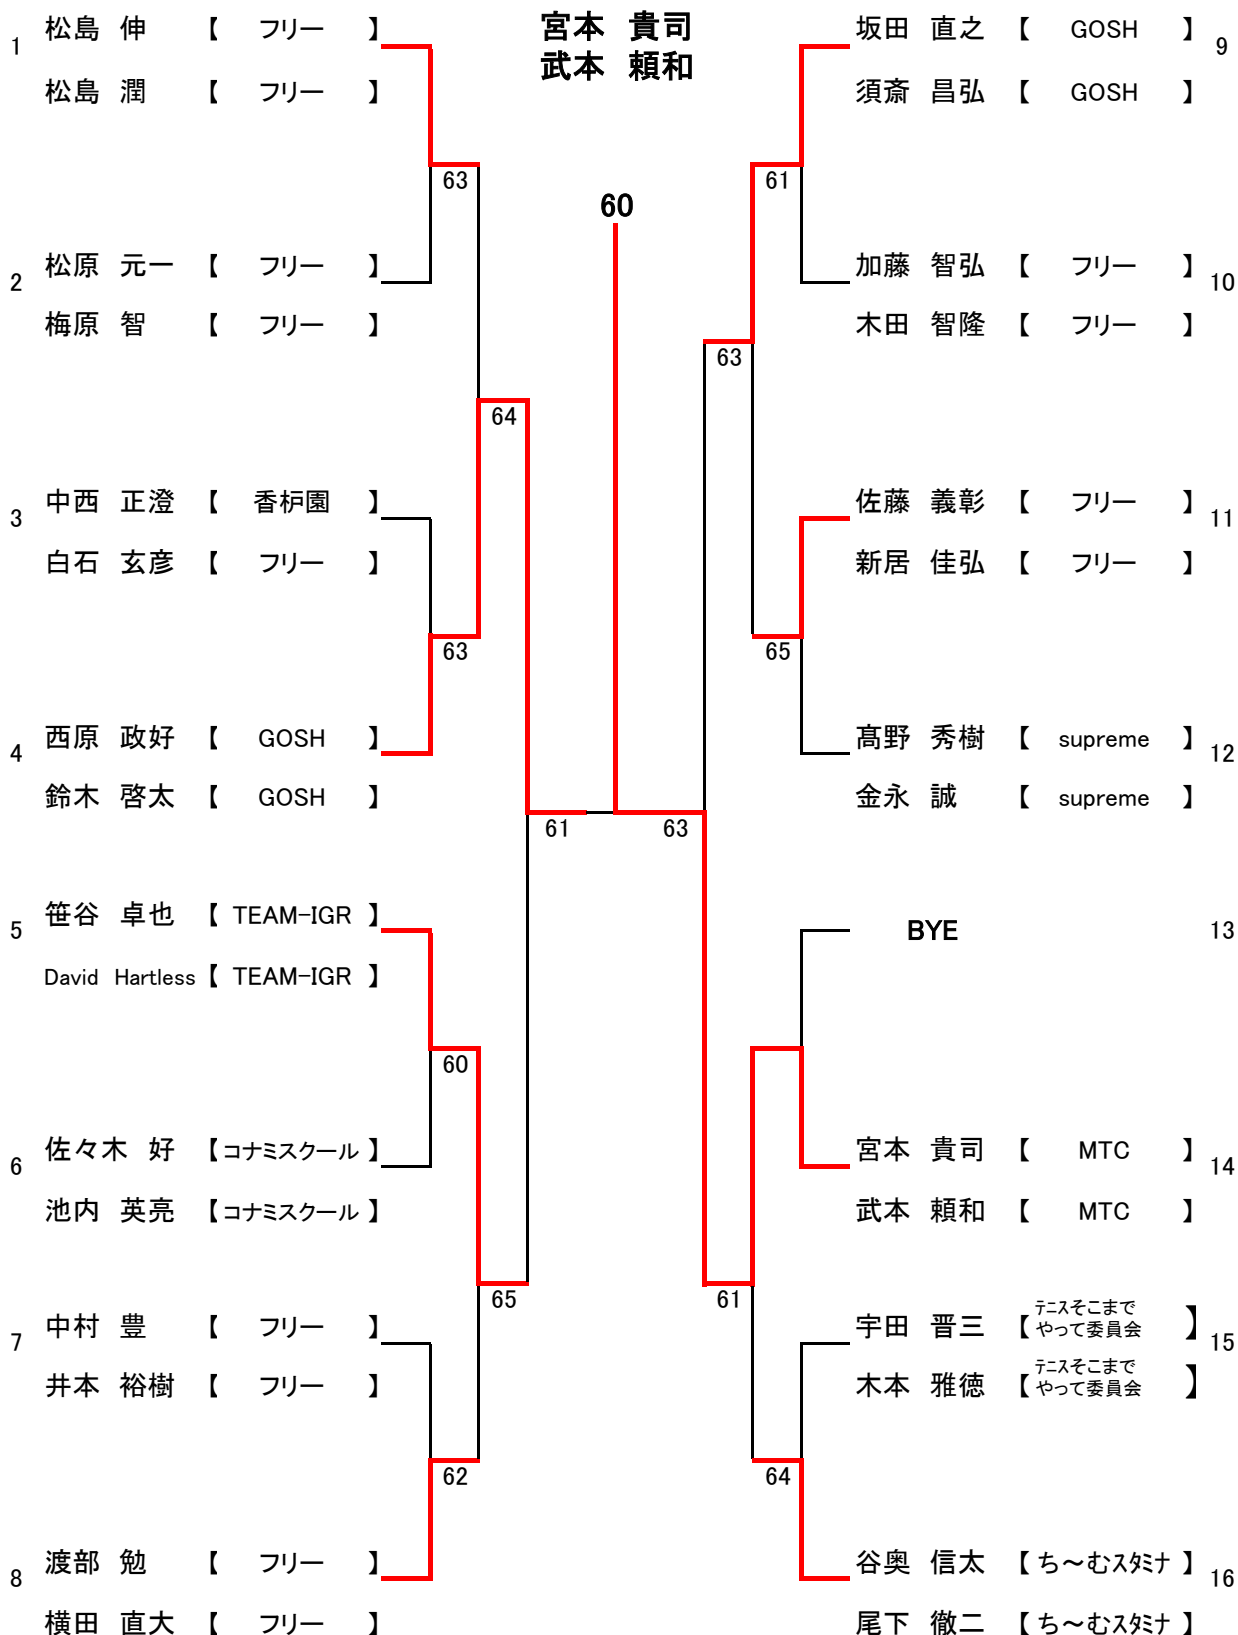 宮本 貴司
武本 頼和
60
1 松島 伸 【 フリー 】
松島 潤 【 フリー 】
63
2 松原 元一 【 フリー 】
梅原 智 【 フリー 】
64
3 中西 正澄 【 香枦園 】
白石 玄彦 【 フリー 】
63
4 西原 政好 【 GOSH 】
鈴木 啓太 【 GOSH 】
61
5 笹谷 卓也 【 TEAM-IGR 】
David Hartless 【 TEAM-IGR 】
60
6 佐々木 好 【コナミスクール 】
池内 英亮 【コナミスクール 】
65
7 中村 豊 【 フリー 】
井本 裕樹 【 フリー 】
62
8 渡部 勉 【 フリー 】
横田 直大 【 フリー 】
坂田 直之 【 GOSH 】 9
須斎 昌弘 【 GOSH 】
61
加藤 智弘 【 フリー 】 10
木田 智隆 【 フリー 】
63
佐藤 義彰 【 フリー 】 11
新居 佳弘 【 フリー 】
65
髙野 秀樹 【 supreme 】 12
金永 誠 【 supreme 】
63
BYE 13
宮本 貴司 【 MTC 】 14
武本 頼和 【 MTC 】
61
宇田 晋三 【 ﾃﾆｽそこまで やって委員会 】 15
木本 雅徳 【 ﾃﾆｽそこまで やって委員会 】
64
谷奥 信太 【 ち～むｽﾀﾐﾅ 】 16
尾下 徹二 【 ち～むｽﾀﾐﾅ 】